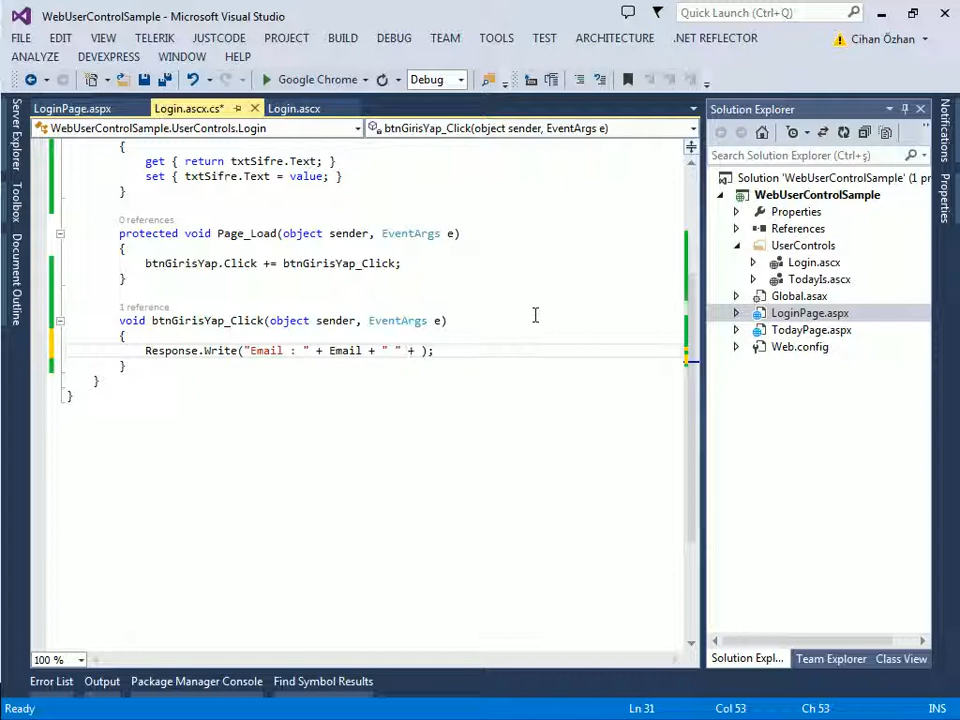 WebUserControlSample - Microsoft Visual Studio
Quick Launch (Ctrl+Q)
FILE EDIT VIEW TELERIK JUSTCODE PROJECT BUILD DEBUG TEAM TOOLS TEST ARCHITECTURE .NET REFLECTOR
Cihan Özhan
ANALYZE DEVEXPRESS WINDOW HELP
Google Chrome Debug
LoginPage.aspx Login.ascx.cs* Login.ascx
WebUserControlSample.UserControls.Login btnGirisYap_Click(object sender, EventArgs e)
{
get { return txtSifre.Text; }
set { txtSifre.Text = value; }
}
0 references
protected void Page_Load(object sender, EventArgs e)
{
btnGirisYap.Click += btnGirisYap_Click;
}
1 reference
void btnGirisYap_Click(object sender, EventArgs e)
{
Response.Write("Email : " + Email + " " + );
}
}
}
100 %
Server Explorer
Toolbox
Document Outline
Solution Explorer
Search Solution Explorer (Ctrl+ş)
Solution 'WebUserControlSample' (1 pr
WebUserControlSample
Properties
References
UserControls
Login.ascx
TodayIs.ascx
Global.asax
LoginPage.aspx
TodayPage.aspx
Web.config
Solution Expl... Team Explorer Class View
Notifications
Properties
Error List Output Package Manager Console Find Symbol Results
Ready Ln 31 Col 53 Ch 53 INS